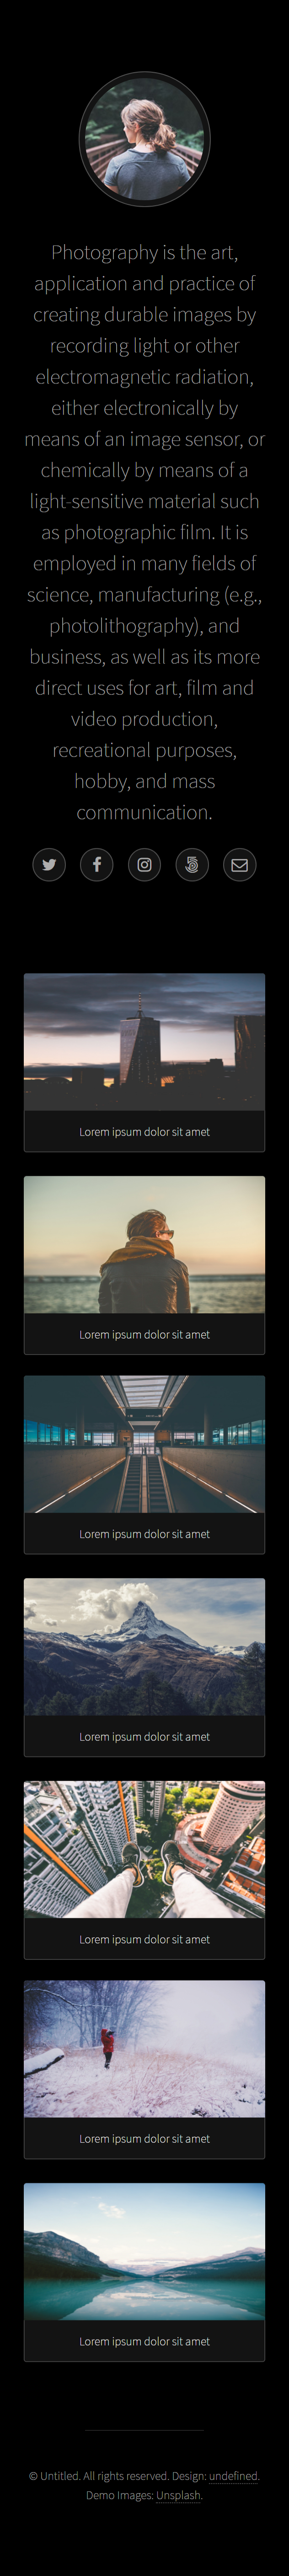 Photography is the art,
application and practice of
creating durable images by
recording light or other
electromagnetic radiation,
either electronically by
means of an image sensor, or
chemically by means of a
light-sensitive material such
as photographic film. It is
employed in many fields of
science, manufacturing (e.g.,
photolithography), and
business, as well as its more
direct uses for art, film and
video production,
recreational purposes,
hobby, and mass
communication.
Lorem ipsum dolor sit amet
Lorem ipsum dolor sit amet
Lorem ipsum dolor sit amet
Lorem ipsum dolor sit amet
Lorem ipsum dolor sit amet
Lorem ipsum dolor sit amet
Lorem ipsum dolor sit amet
© Untitled. All rights reserved. Design: undefined.
Demo Images: Unsplash.